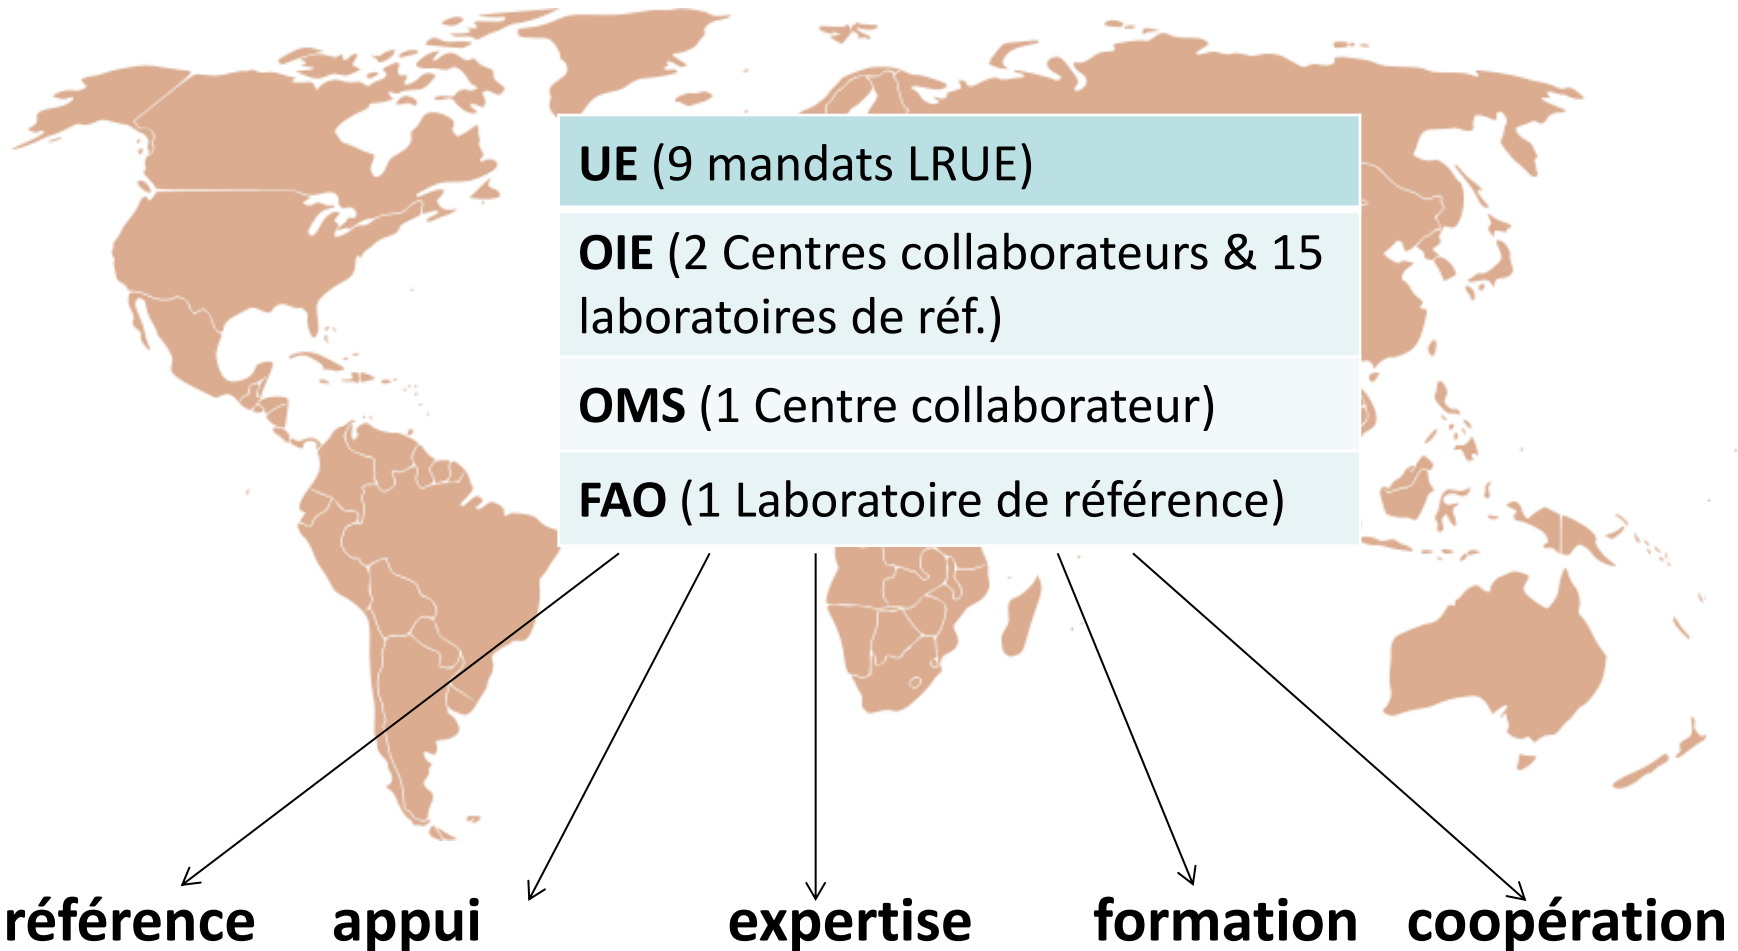 UE (9 mandats LRUE)
OIE (2 Centres collaborateurs & 15
laboratoires de réf.)
OMS (1 Centre collaborateur)
FAO (1 Laboratoire de référence)
référence appui expertise formation coopération